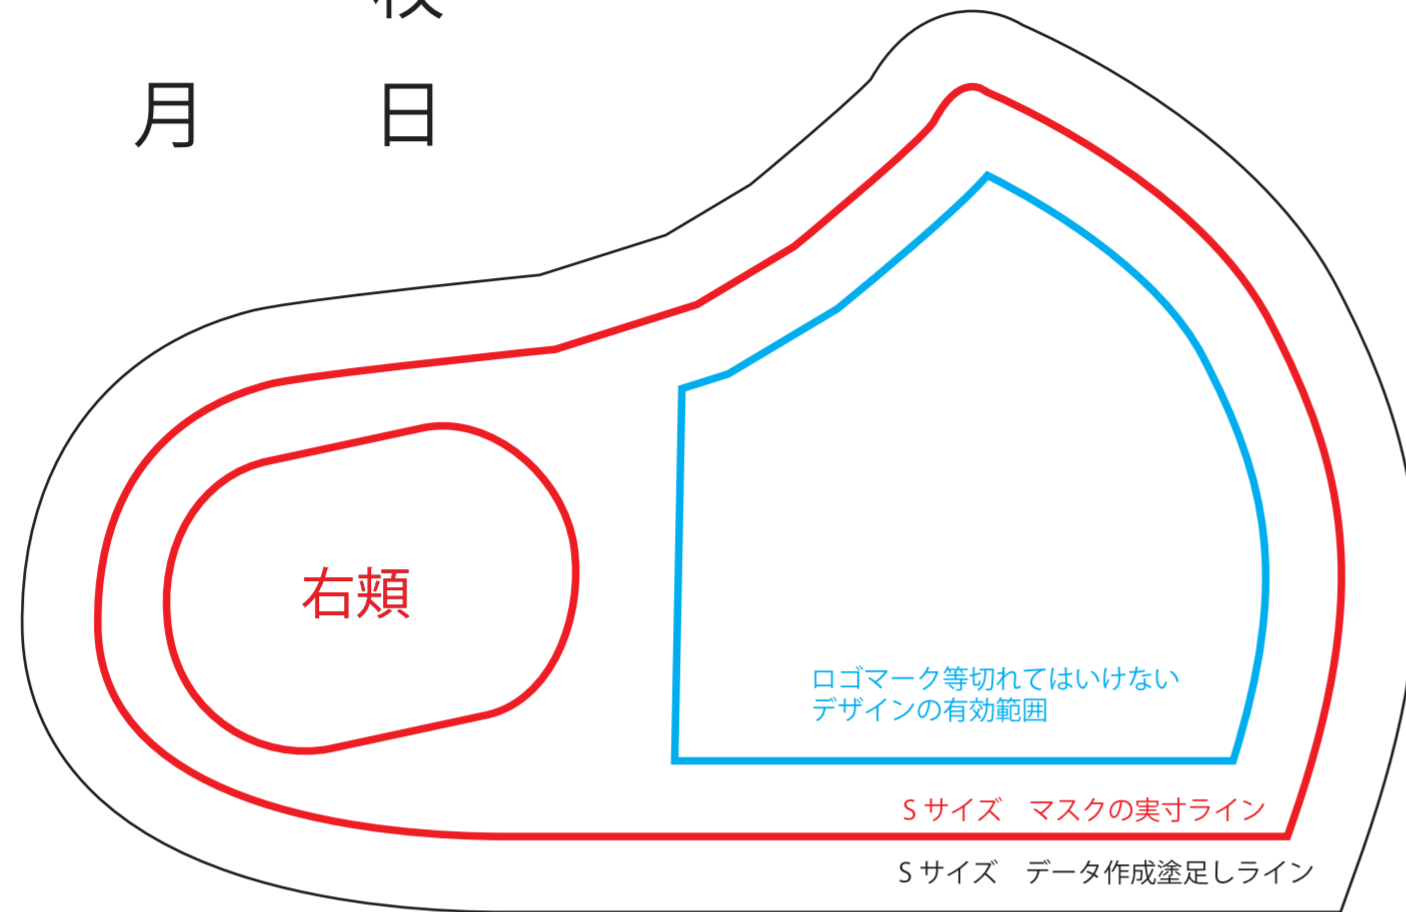 月　日
右頬
ロゴマーク等切れてはいけない
デザインの有効範囲
S サイズ　マスクの実寸ライン
S サイズ　データ作成塗足しライン